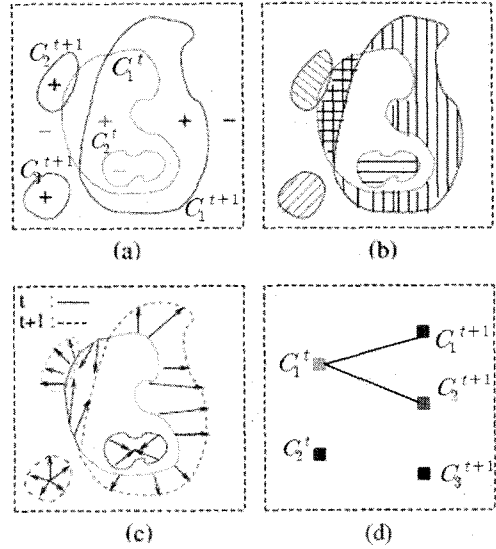 C_2^{t+1}
C_1^t
+
−
+
+
−
C_2^t
−
C_3^{t+1}
+
C_1^{t+1}
(a)
(b)
t :
t+1 :
(c)
C_1^{t+1}
C_1^t
C_2^{t+1}
C_2^t
C_3^{t+1}
(d)